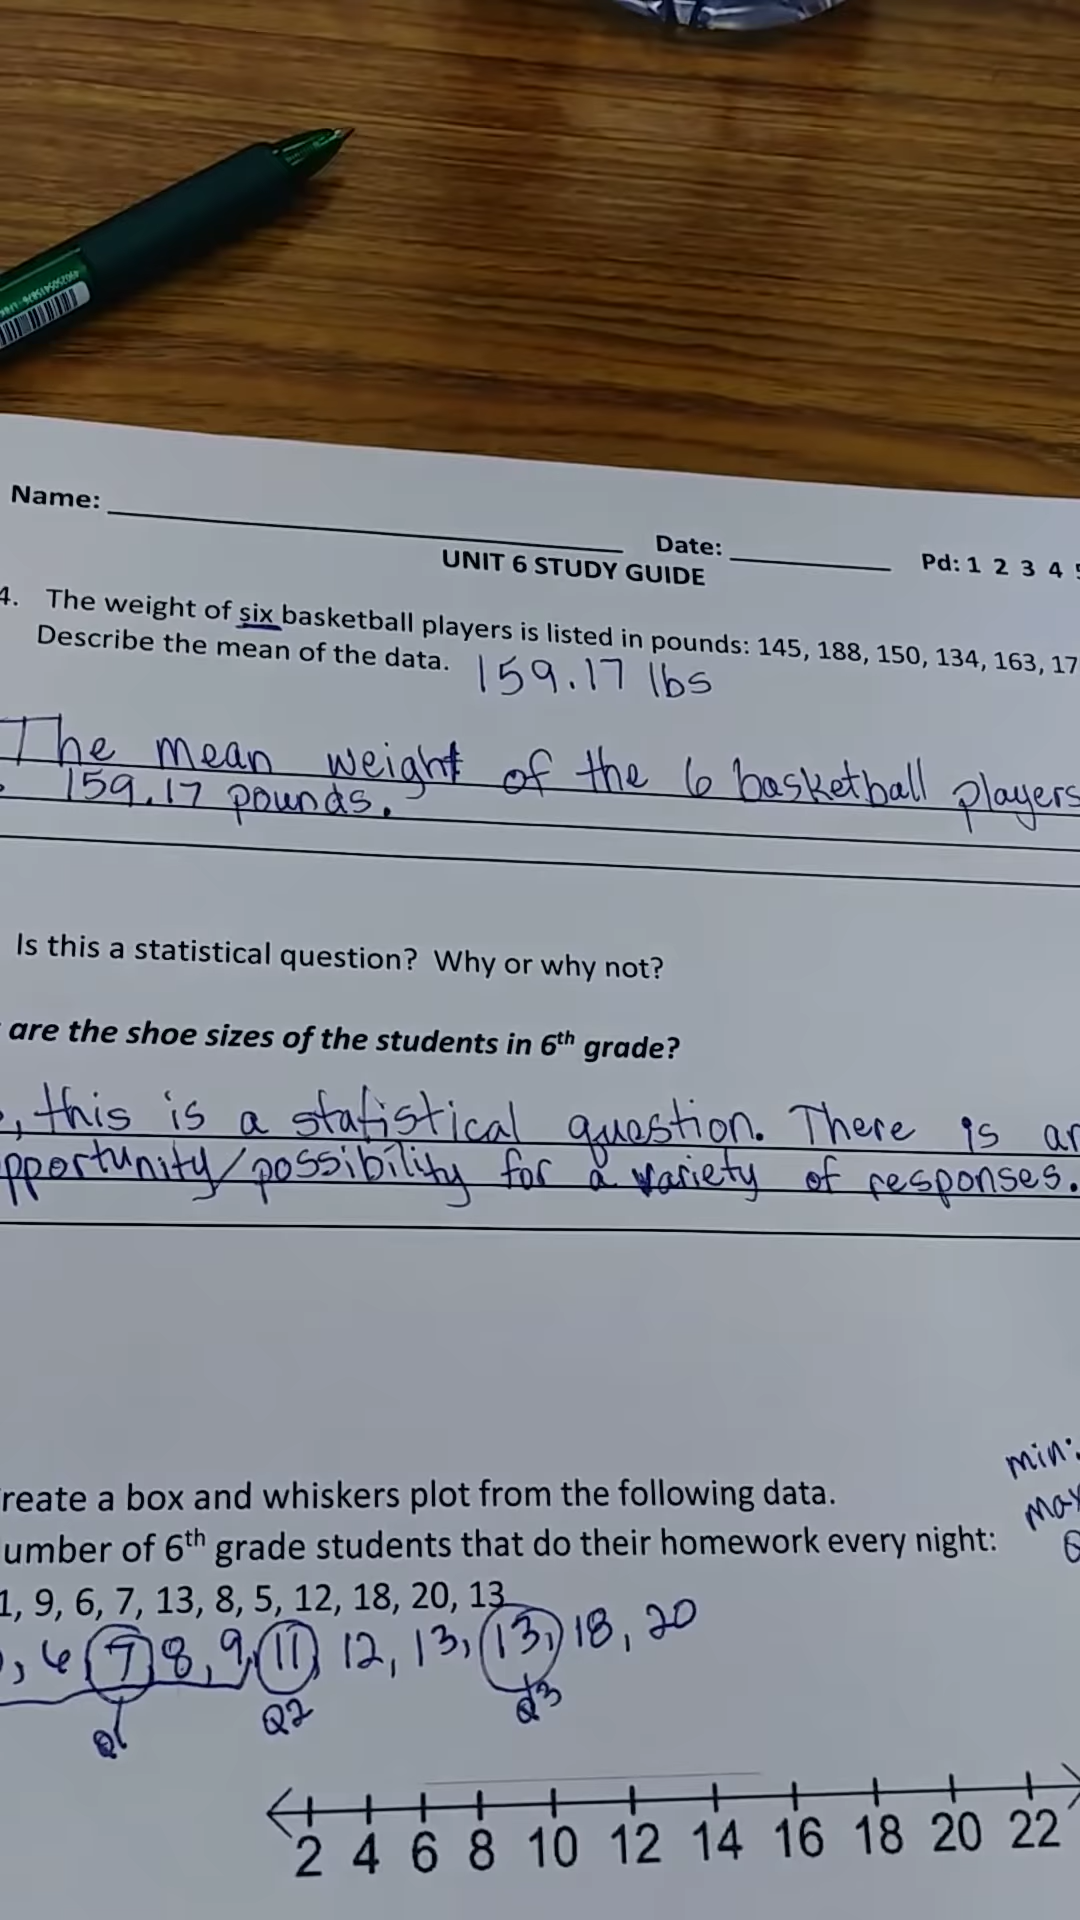 Name:
Date:
Pd: 1 2 3 4 5
UNIT 6 STUDY GUIDE
4. The weight of six basketball players is listed in pounds: 145, 188, 150, 134, 163, 17
Describe the mean of the data. 159.17 lbs
The mean weight of the 6 basketball players
159.17 pounds.
Is this a statistical question? Why or why not?
are the shoe sizes of the students in 6th grade?
, this is a statistical question. There is an
pportunity/possibility for a variety of responses.
min:
max
reate a box and whiskers plot from the following data.
umber of 6th grade students that do their homework every night:
1, 9, 6, 7, 13, 8, 5, 12, 18, 20, 13
, 6 7 8, 9, 11, 12, 13, 13, 18, 20
Q1 Q2 Q3
2 4 6 8 10 12 14 16 18 20 22